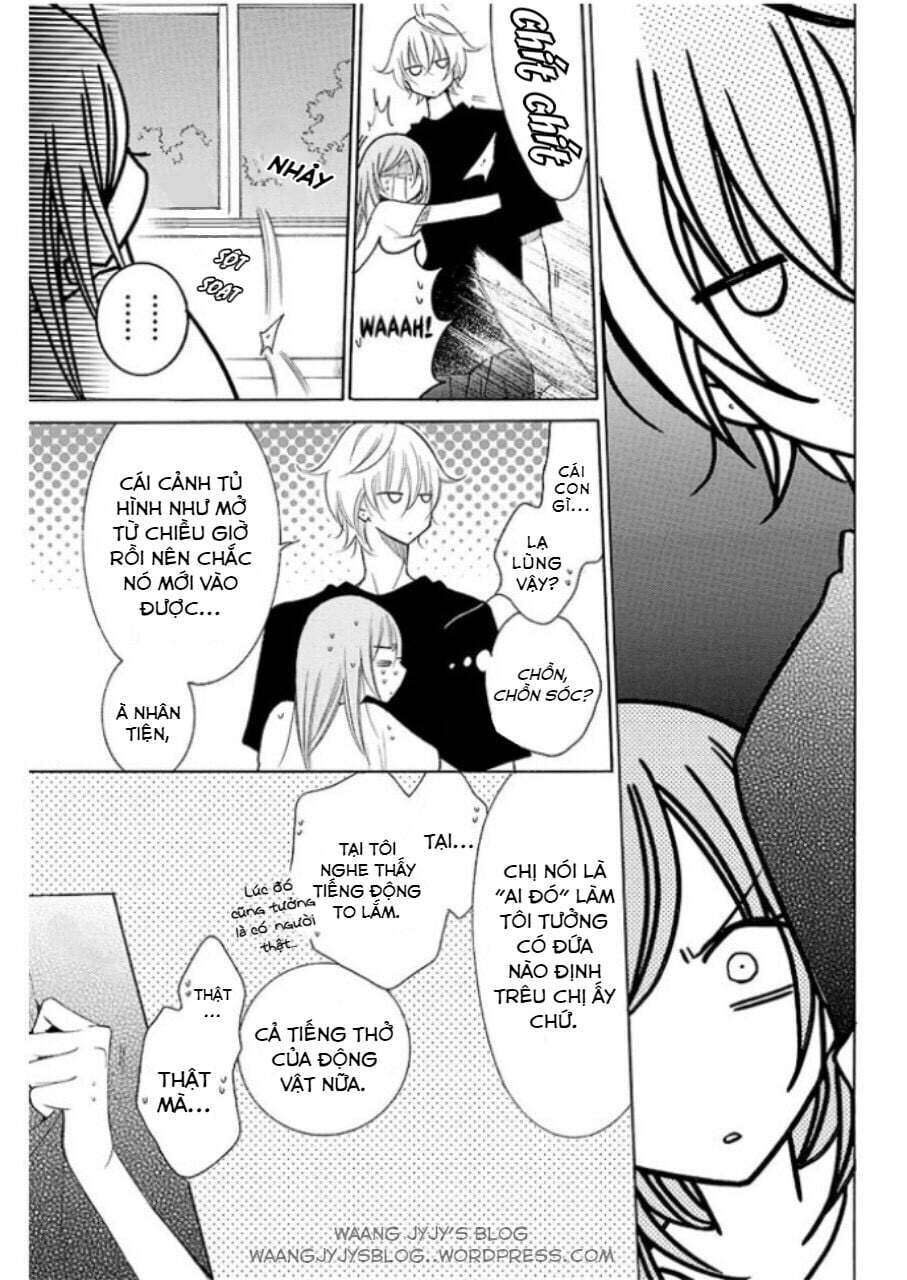 Chít chít
WAAAH!
NHẢY
SỘT
SOẠT
......
CÁI
CON
GÌ...
LẠ
LÙNG
VẬY?
CHỒN,
CHỒN SÓC?
CÁI CẢNH TỦ
HÌNH NHƯ MỞ
TỪ CHIỀU GIỜ
RỒI NÊN CHẮC
NÓ MỚI VÀO
ĐƯỢC...
À NHÂN
TIỆN,
CHỊ NÓI LÀ
"AI ĐÓ" LÀM
TÔI TƯỞNG
CÓ ĐỨA
NÀO ĐỊNH
TRÊU CHỊ ẤY
CHỨ.
TẠI...
TẠI TÔI
NGHE THẤY
TIẾNG ĐỘNG
TO LẮM.
Lúc đó
cũng tưởng
là có người
thật...
CẢ TIẾNG THỞ
CỦA ĐỘNG
VẬT NỮA.
THẬT
...
THẬT
MÀ...
WAANG JYJY'S BLOG
WAANGJYJYSBLOG..WORDPRESS.COM